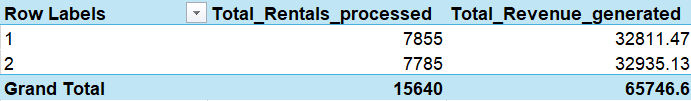 Row Labels Total_Rentals_processed Total_Revenue_generated
1 7855 32811.47
2 7785 32935.13
Grand Total 15640 65746.6